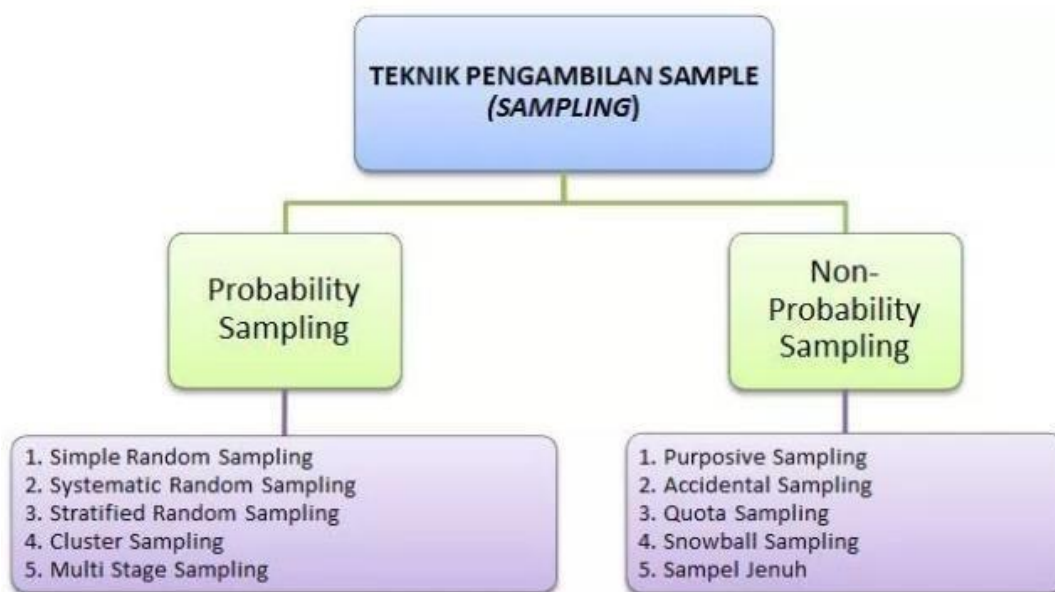 TEKNIK PENGAMBILAN SAMPLE
(SAMPLING)
Probability
Sampling
Non-
Probability
Sampling
1. Simple Random Sampling
2. Systematic Random Sampling
3. Stratified Random Sampling
4. Cluster Sampling
5. Multi Stage Sampling
1. Purposive Sampling
2. Accidental Sampling
3. Quota Sampling
4. Snowball Sampling
5. Sampel Jenuh